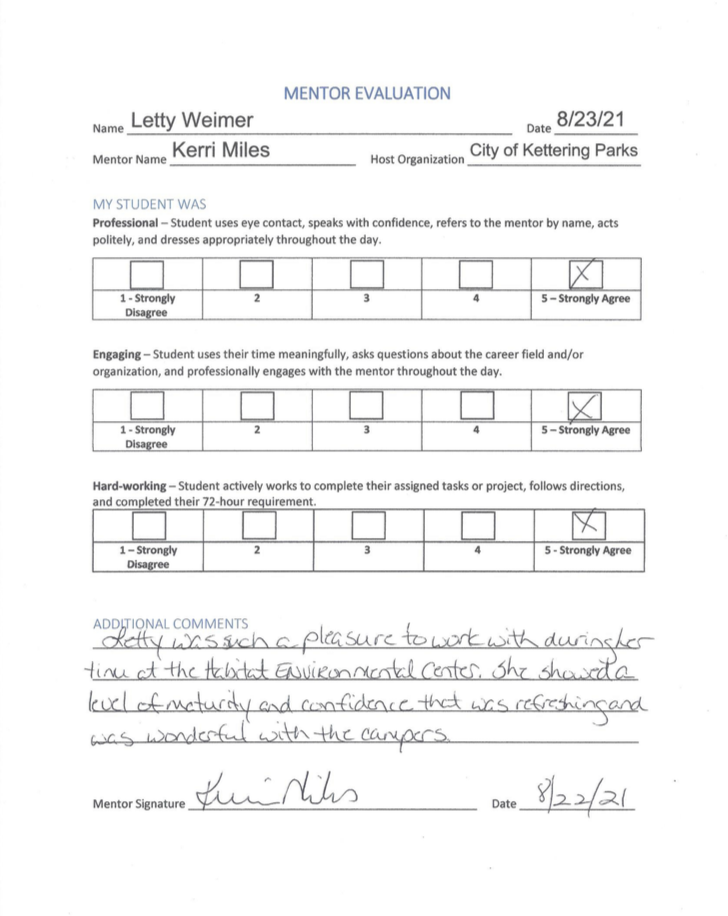 MENTOR EVALUATION
Name Letty Weimer Date 8/23/21
Mentor Name Kerri Miles Host Organization City of Kettering Parks
MY STUDENT WAS
Professional – Student uses eye contact, speaks with confidence, refers to the mentor by name, acts
politely, and dresses appropriately throughout the day.
1 - Strongly 2 3 4 5 – Strongly Agree
Disagree
Engaging – Student uses their time meaningfully, asks questions about the career field and/or
organization, and professionally engages with the mentor throughout the day.
1 - Strongly 2 3 4 5 – Strongly Agree
Disagree
Hard-working – Student actively works to complete their assigned tasks or project, follows directions,
and completed their 72-hour requirement.
1 – Strongly 2 3 4 5 - Strongly Agree
Disagree
ADDITIONAL COMMENTS
Letty was such a pleasure to work with during her
time at the Habitat Environmental Center. She showed a
level of maturity and confidence that was refreshing and
was wonderful with the campers.
Mentor Signature Kerri Miles Date 8/22/21